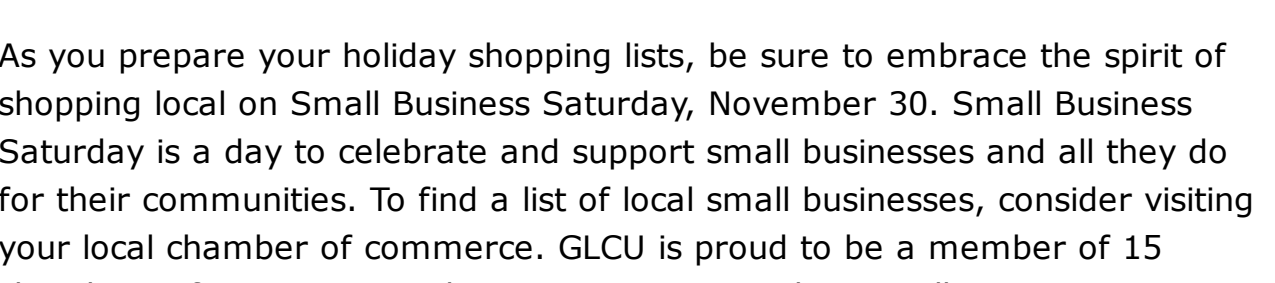 As you prepare your holiday shopping lists, be sure to embrace the spirit of
shopping local on Small Business Saturday, November 30. Small Business
Saturday is a day to celebrate and support small businesses and all they do
for their communities. To find a list of local small businesses, consider visiting
your local chamber of commerce. GLCU is proud to be a member of 15